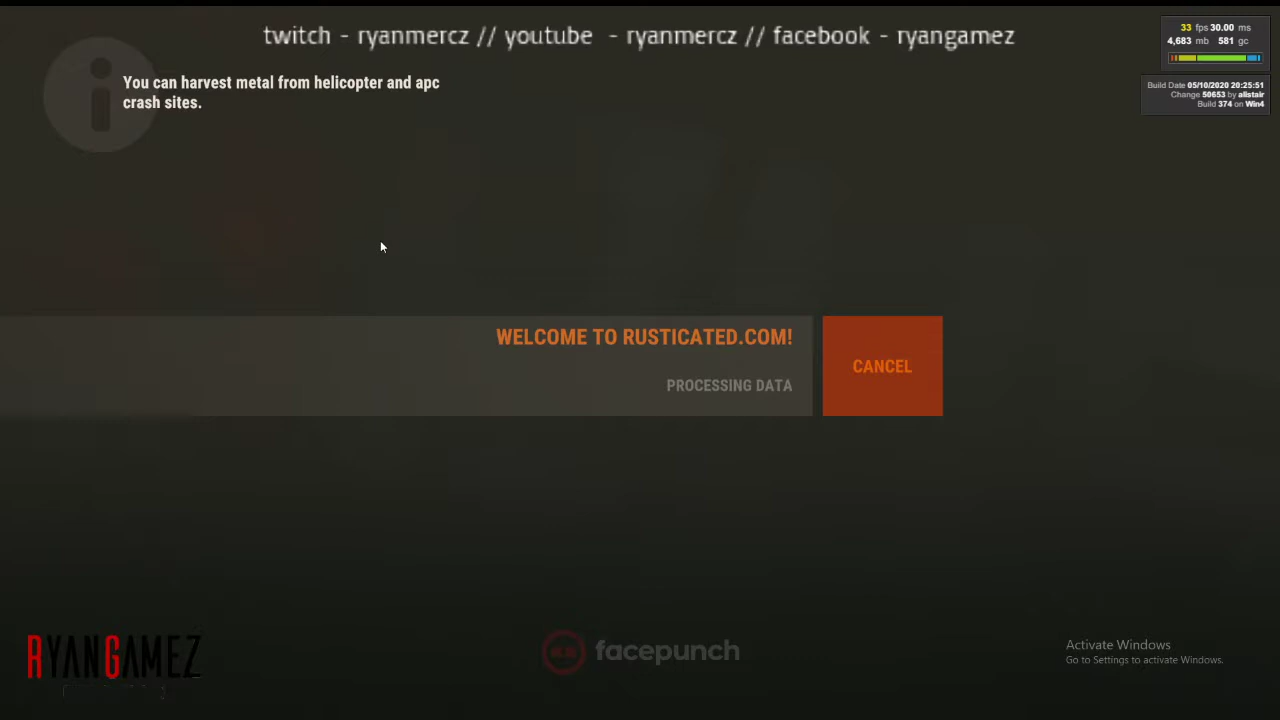 twitch - ryanmercz // youtube - ryanmercz // facebook - ryangamez
33 fps 30.00 ms
4,683 mb 581 gc
You can harvest metal from helicopter and apc
crash sites.
Build Date 05/10/2020 20:25:51
Change 50653 by alistair
Build 374 on Win4
WELCOME TO RUSTICATED.COM!
PROCESSING DATA
CANCEL
RYANGAMEZ
facepunch
Activate Windows
Go to Settings to activate Windows.